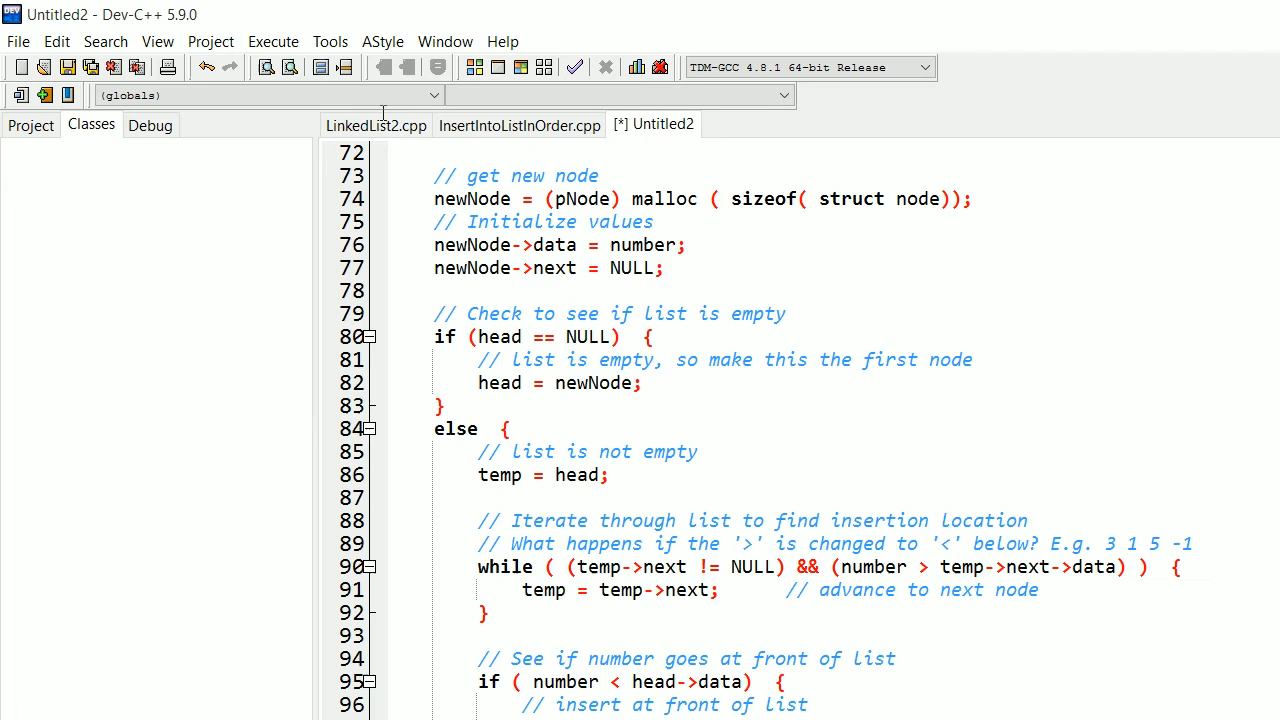 Untitled2 - Dev-C++ 5.9.0
File Edit Search View Project Execute Tools AStyle Window Help
TDM-GCC 4.8.1 64-bit Release
(globals)
Project Classes Debug LinkedList2.cpp InsertIntoListInOrder.cpp [*] Untitled2
72
73 // get new node
74 newNode = (pNode) malloc ( sizeof( struct node));
75 // Initialize values
76 newNode->data = number;
77 newNode->next = NULL;
78
79 // Check to see if list is empty
80 if (head == NULL) {
81 // list is empty, so make this the first node
82 head = newNode;
83 }
84 else {
85 // list is not empty
86 temp = head;
87
88 // Iterate through list to find insertion location
89 // What happens if the '>' is changed to '<' below? E.g. 3 1 5 -1
90 while ( (temp->next != NULL) && (number > temp->next->data) ) {
91 temp = temp->next; // advance to next node
92 }
93
94 // See if number goes at front of list
95 if ( number < head->data) {
96 // insert at front of list